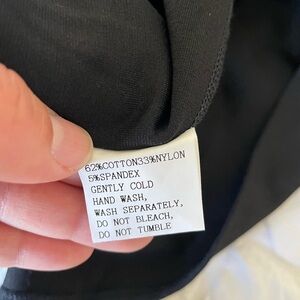 62%COTTON33%NYLON
5%SPANDEX
GENTLY COLD
HAND WASH,
WASH SEPARATELY,
DO NOT BLEACH,
DO NOT TUMBLE